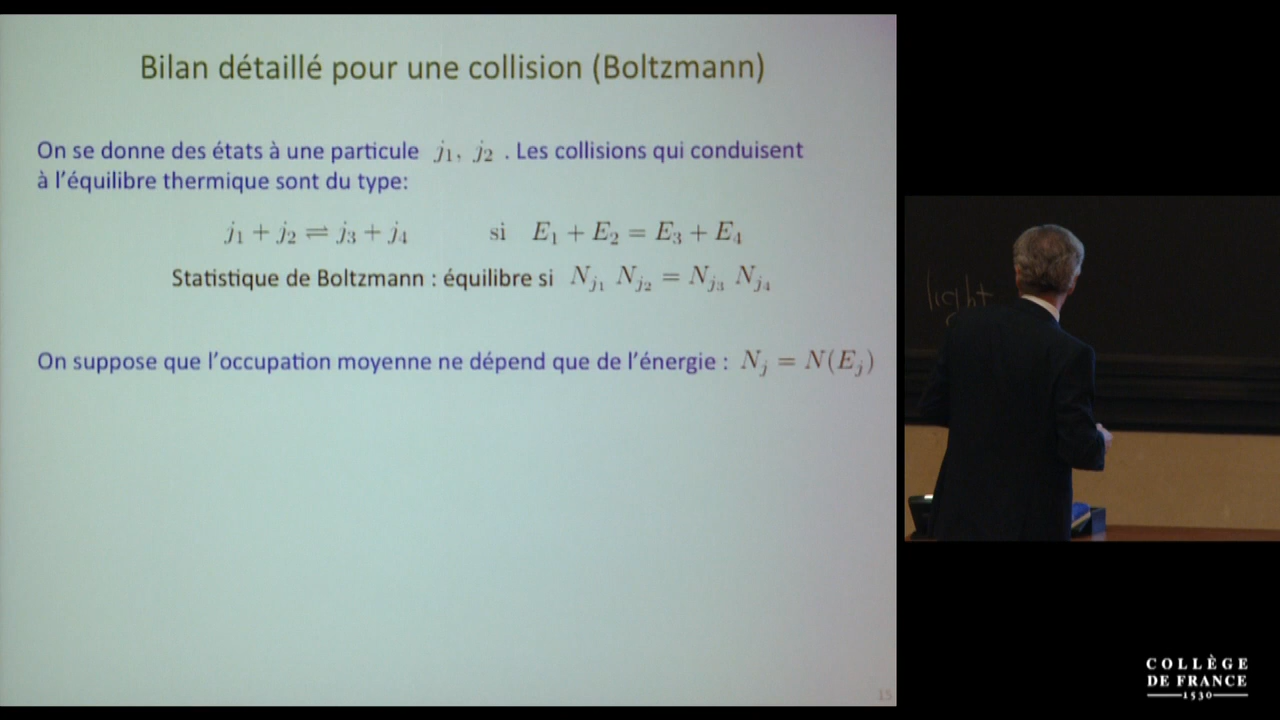 Bilan détaillé pour une collision (Boltzmann)
On se donne des états à une particule j₁, j₂ . Les collisions qui conduisent
à l'équilibre thermique sont du type:
j₁ + j₂ ⇌ j₃ + j₄ si E₁ + E₂ = E₃ + E₄
Statistique de Boltzmann : équilibre si N_{j₁} N_{j₂} = N_{j₃} N_{j₄}
On suppose que l'occupation moyenne ne dépend que de l'énergie : N_j = N(E_j)
15
light
COLLÈGE
DE FRANCE
1530